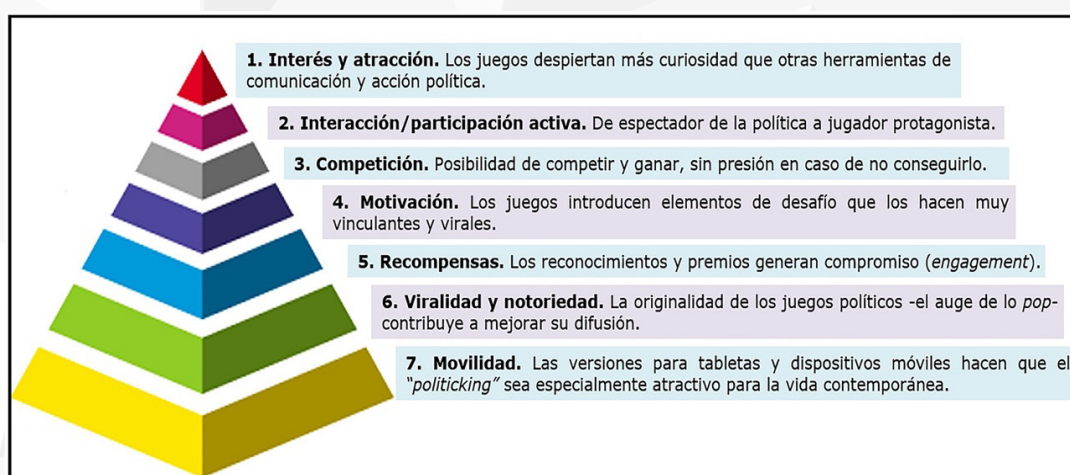 1. Interés y atracción. Los juegos despiertan más curiosidad que otras herramientas de
comunicación y acción política.
2. Interacción/participación activa. De espectador de la política a jugador protagonista.
3. Competición. Posibilidad de competir y ganar, sin presión en caso de no conseguirlo.
4. Motivación. Los juegos introducen elementos de desafío que los hacen muy
vinculantes y virales.
5. Recompensas. Los reconocimientos y premios generan compromiso (engagement).
6. Viralidad y notoriedad. La originalidad de los juegos políticos -el auge de lo pop-
contribuye a mejorar su difusión.
7. Movilidad. Las versiones para tabletas y dispositivos móviles hacen que el
"politicking" sea especialmente atractivo para la vida contemporánea.